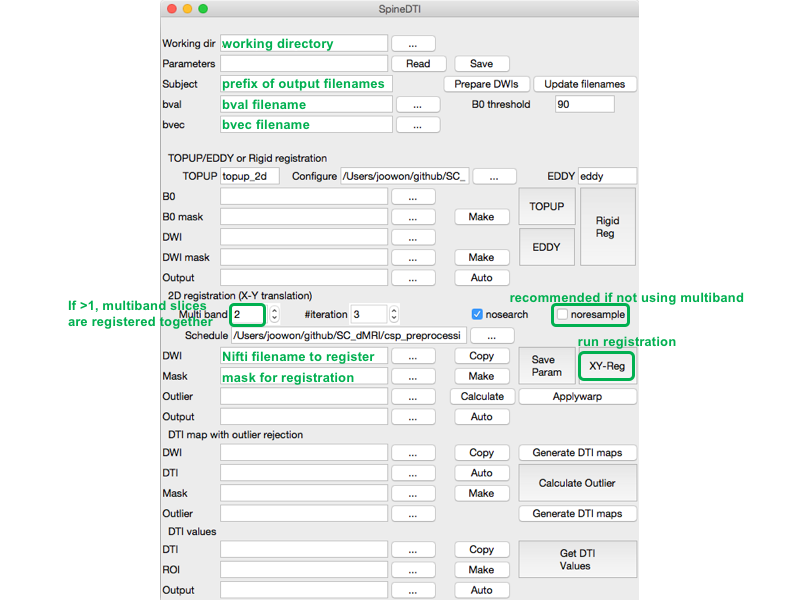 SpineDTI
Working dir working directory ...
Parameters Read Save
Subject prefix of output filenames Prepare DWIs Update filenames
bval bval filename ... B0 threshold 90
bvec bvec filename ...
TOPUP/EDDY or Rigid registration
TOPUP topup_2d Configure /Users/joowon/github/SC_ ... EDDY eddy
B0 ... TOPUP Rigid Reg
B0 mask ... Make
DWI ... EDDY
DWI mask ... Make
Output ... Auto
2D registration (X-Y translation)
If >1, multiband slices
are registered together
recommended if not using multiband
Multi band 2 #iteration 3 nosearch noresample
Schedule /Users/joowon/github/SC_dMRI/csp_preprocessi ...
run registration
DWI Nifti filename to register ... Copy Save Param XY-Reg
Mask mask for registration ... Make
Outlier ... Calculate Applywarp
Output ... Auto
DTI map with outlier rejection
DWI ... Copy Generate DTI maps
DTI ... Auto Calculate Outlier
Mask ... Make
Outlier ... Generate DTI maps
DTI values
DTI ... Copy Get DTI Values
ROI ... Make
Output ... Auto